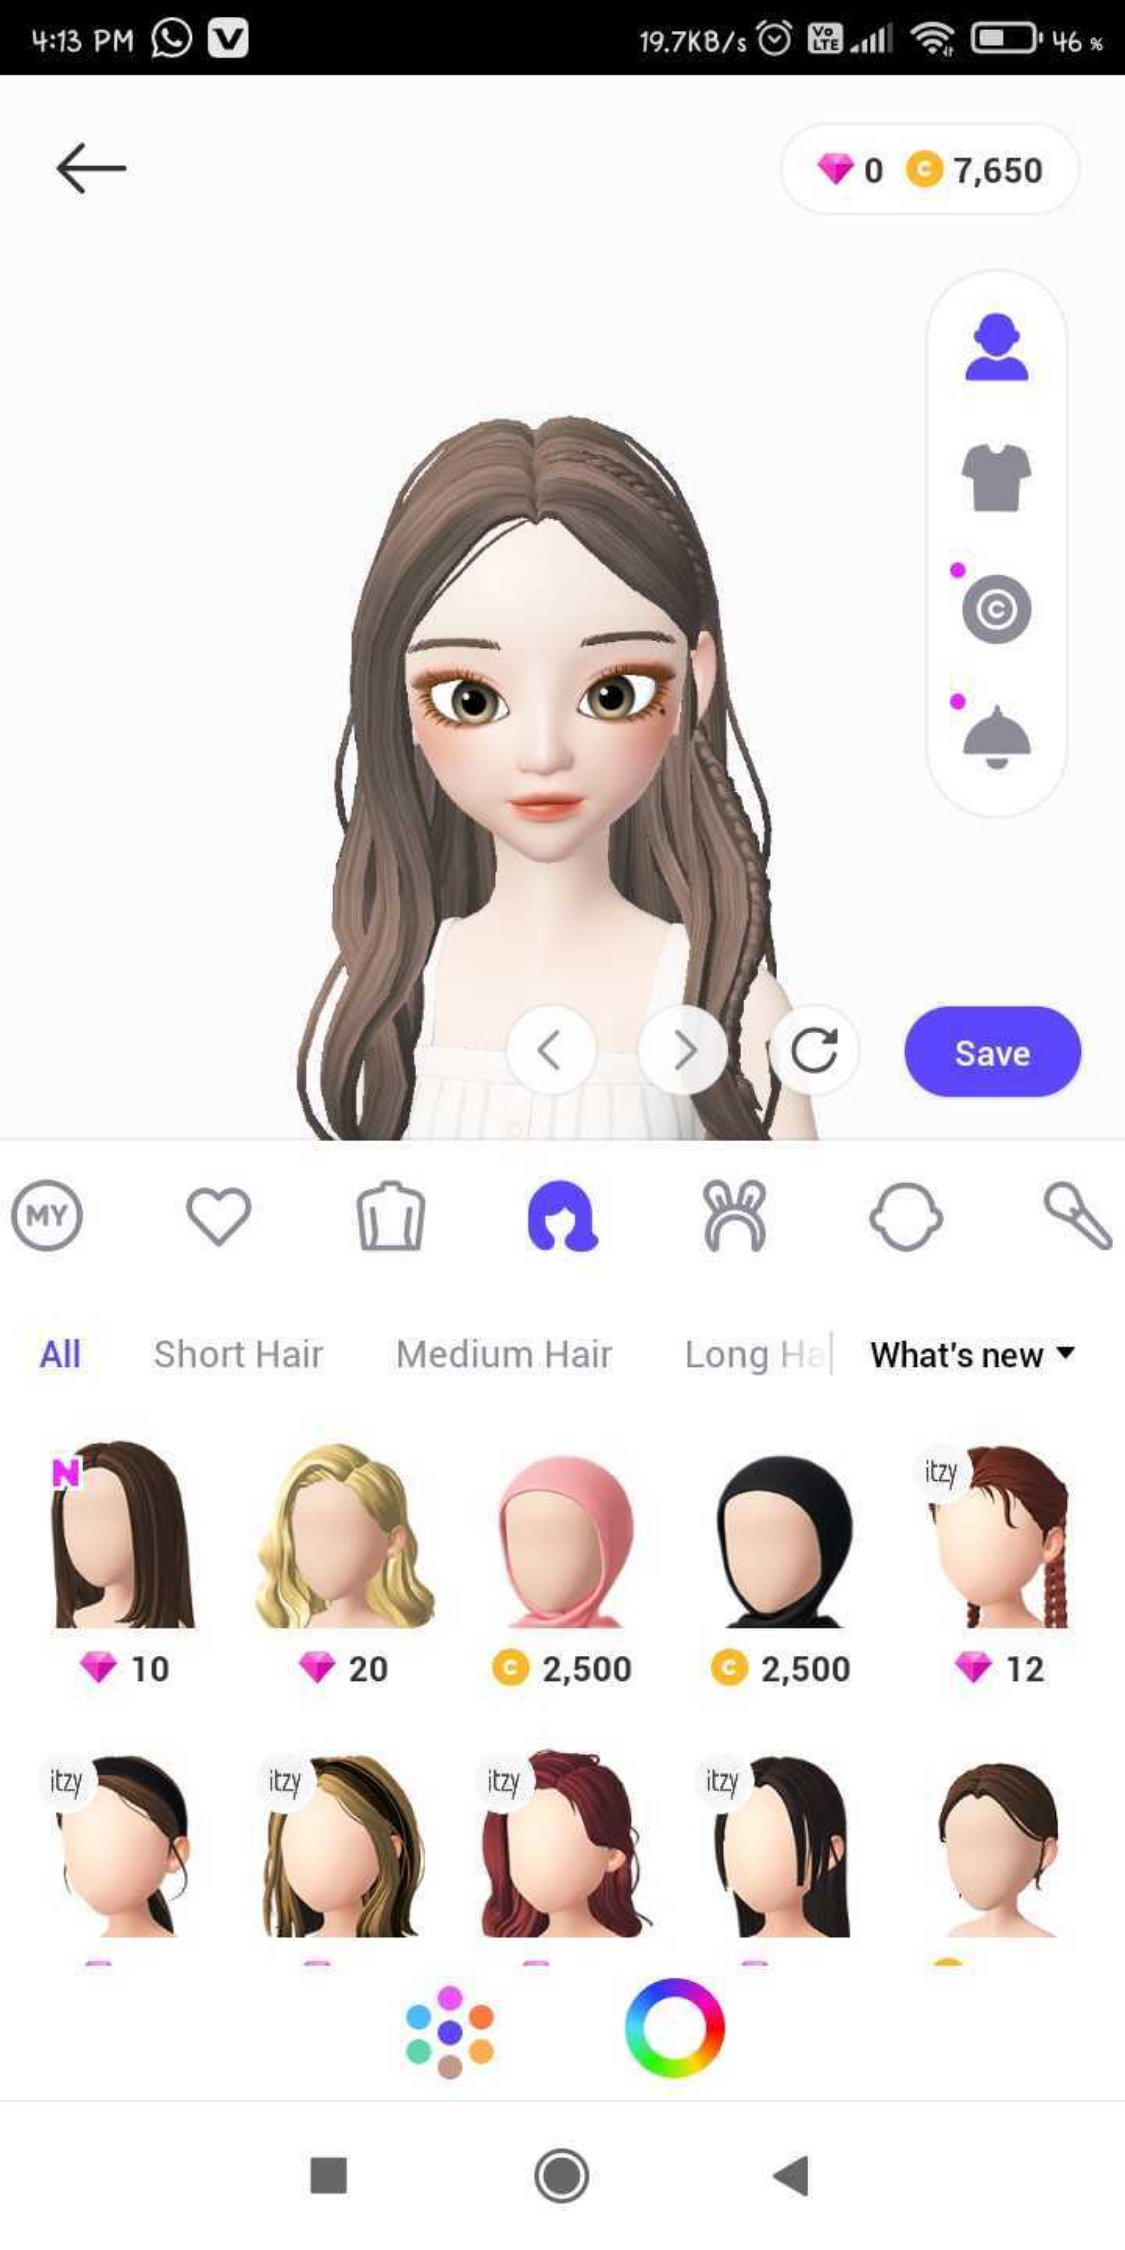 4:13 PM
19.7KB/s
Vo LTE
46 %
0 C 7,650
C
Save
MY
All Short Hair Medium Hair Long Ha What's new
N
itzy
10 20 C 2,500 C 2,500 12
itzy itzy itzy itzy